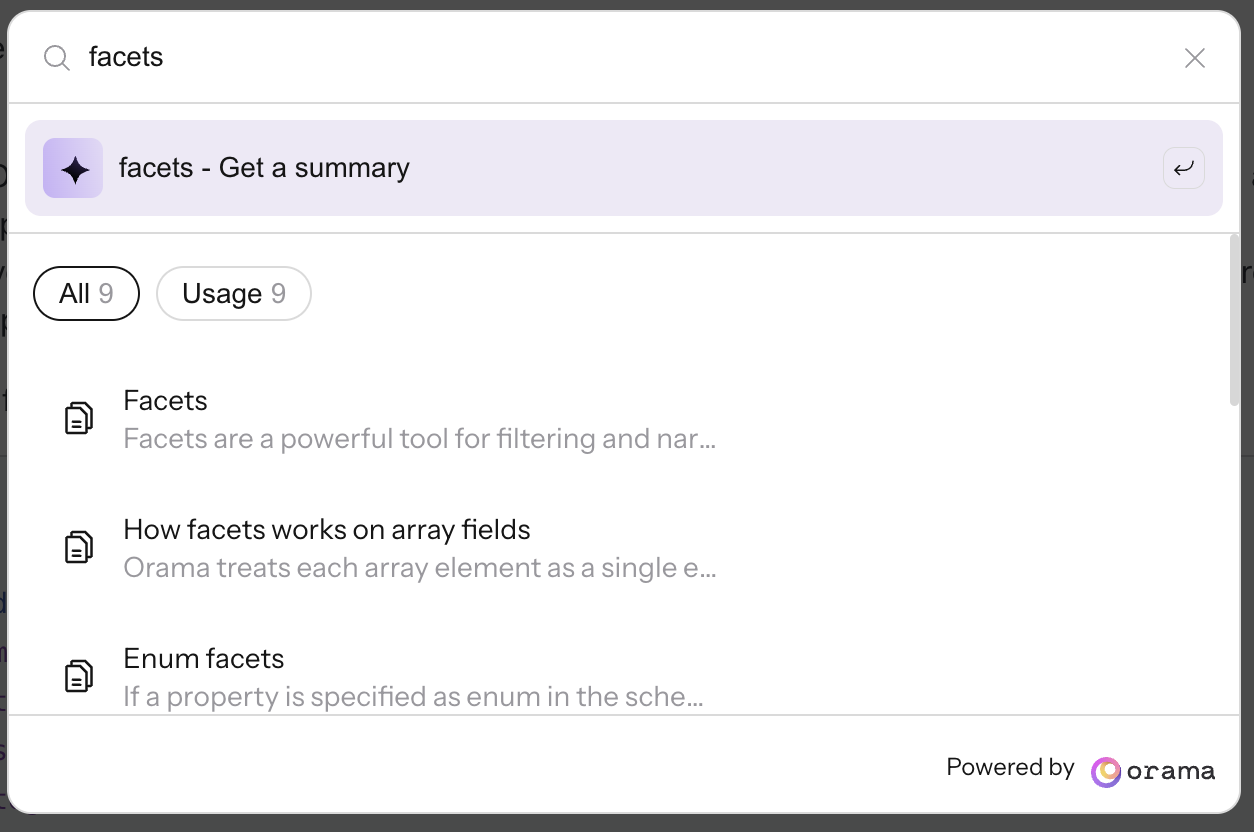 facets
facets - Get a summary
All 9
Usage 9
Facets
Facets are a powerful tool for filtering and nar...
How facets works on array fields
Orama treats each array element as a single e...
Enum facets
If a property is specified as enum in the sche...
Powered by orama